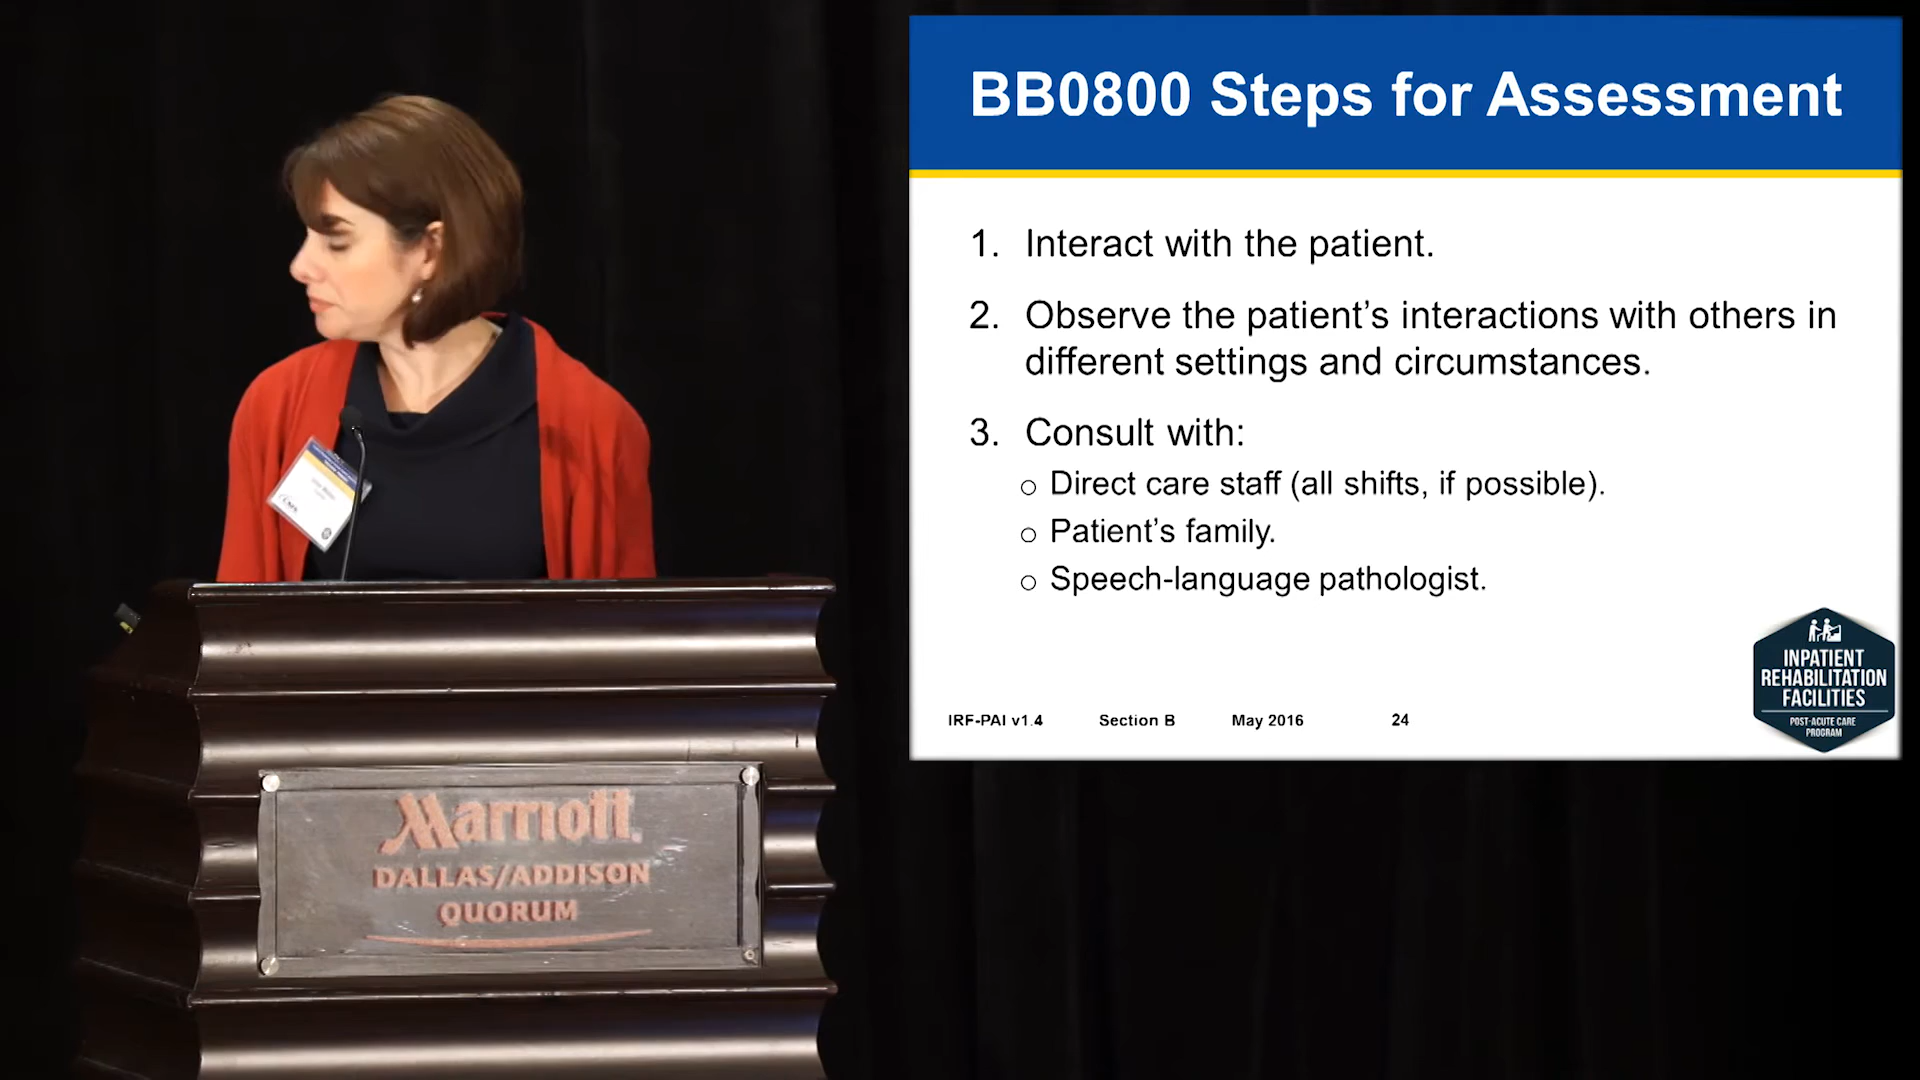 BB0800 Steps for Assessment
1. Interact with the patient.
2. Observe the patient's interactions with others in
different settings and circumstances.
3. Consult with:
o Direct care staff (all shifts, if possible).
o Patient's family.
o Speech-language pathologist.
IRF-PAI v1.4 Section B May 2016 24
INPATIENT
REHABILITATION
FACILITIES
POST-ACUTE CARE
PROGRAM
Marriott
DALLAS/ADDISON
QUORUM